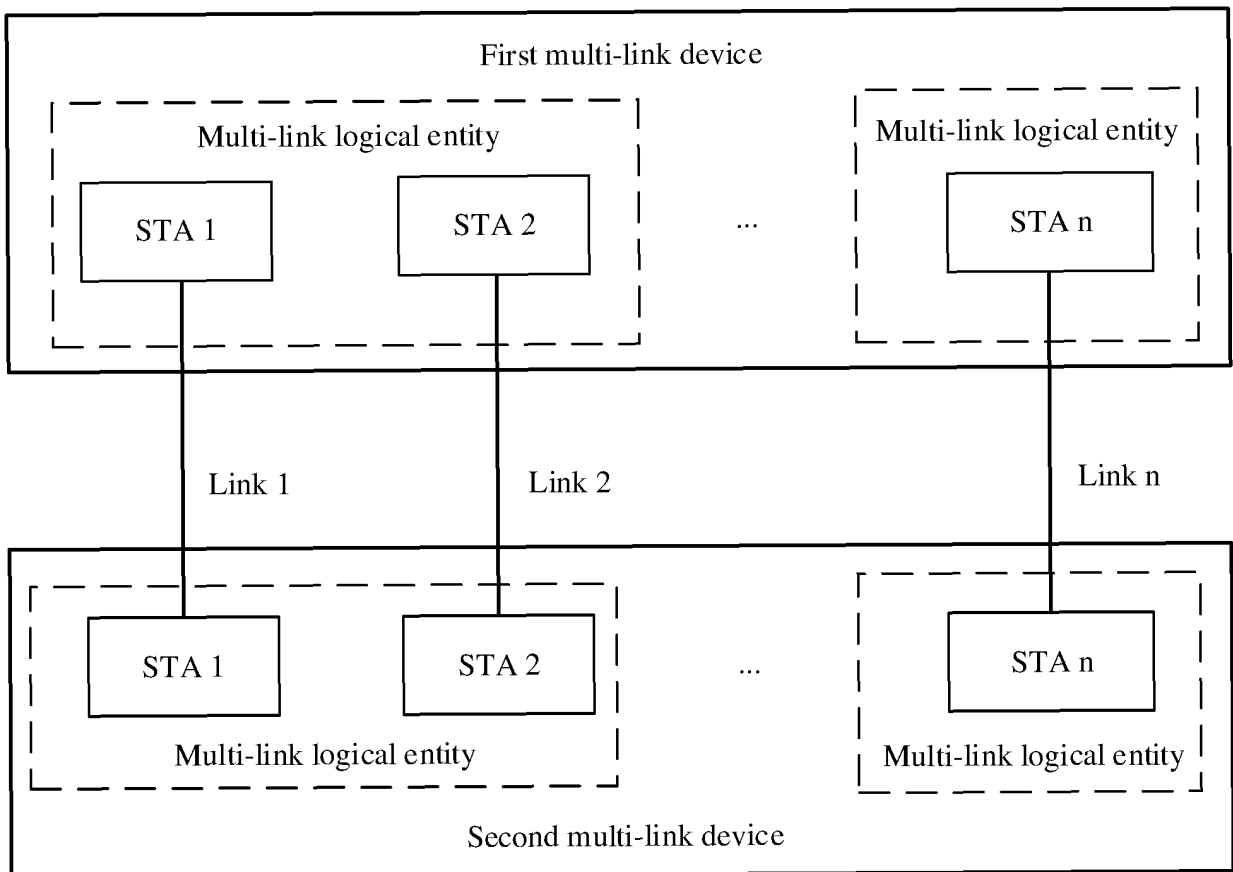 First multi-link device
Multi-link logical entity
Multi-link logical entity
STA 1
STA 2
...
STA n
Link 1
Link 2
Link n
STA 1
STA 2
...
STA n
Multi-link logical entity
Multi-link logical entity
Second multi-link device